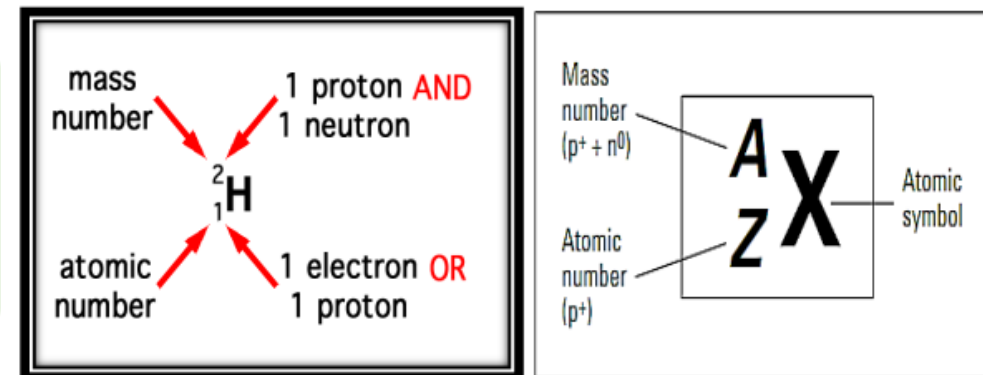 mass
number
1 proton AND
1 neutron
2
1
H
atomic
number
1 electron OR
1 proton
Mass
number
(p⁺ + n⁰)
A
Z
X
Atomic
symbol
Atomic
number
(p⁺)